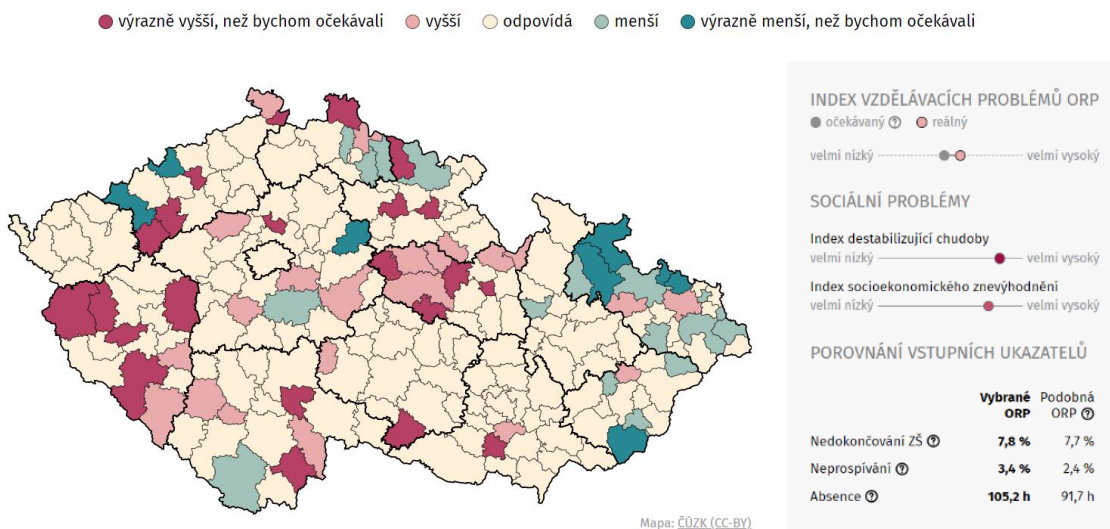 výrazně vyšší, než bychom očekávali vyšší odpovídá menší výrazně menší, než bychom očekávali
INDEX VZDĚLÁVACÍCH PROBLÉMŮ ORP
očekávaný ? reálný
velmi nízký velmi vysoký
SOCIÁLNÍ PROBLÉMY
Index destabilizující chudoby
velmi nízký velmi vysoký
Index socioekonomického znevýhodnění
velmi nízký velmi vysoký
POROVNÁNÍ VSTUPNÍCH UKAZATELŮ
Vybrané Podobná
ORP ORP ?
Nedokončování ZŠ ? 7,8 % 7,7 %
Neprospívání ? 3,4 % 2,4 %
Absence ? 105,2 h 91,7 h
Mapa: ČÚZK (CC-BY)